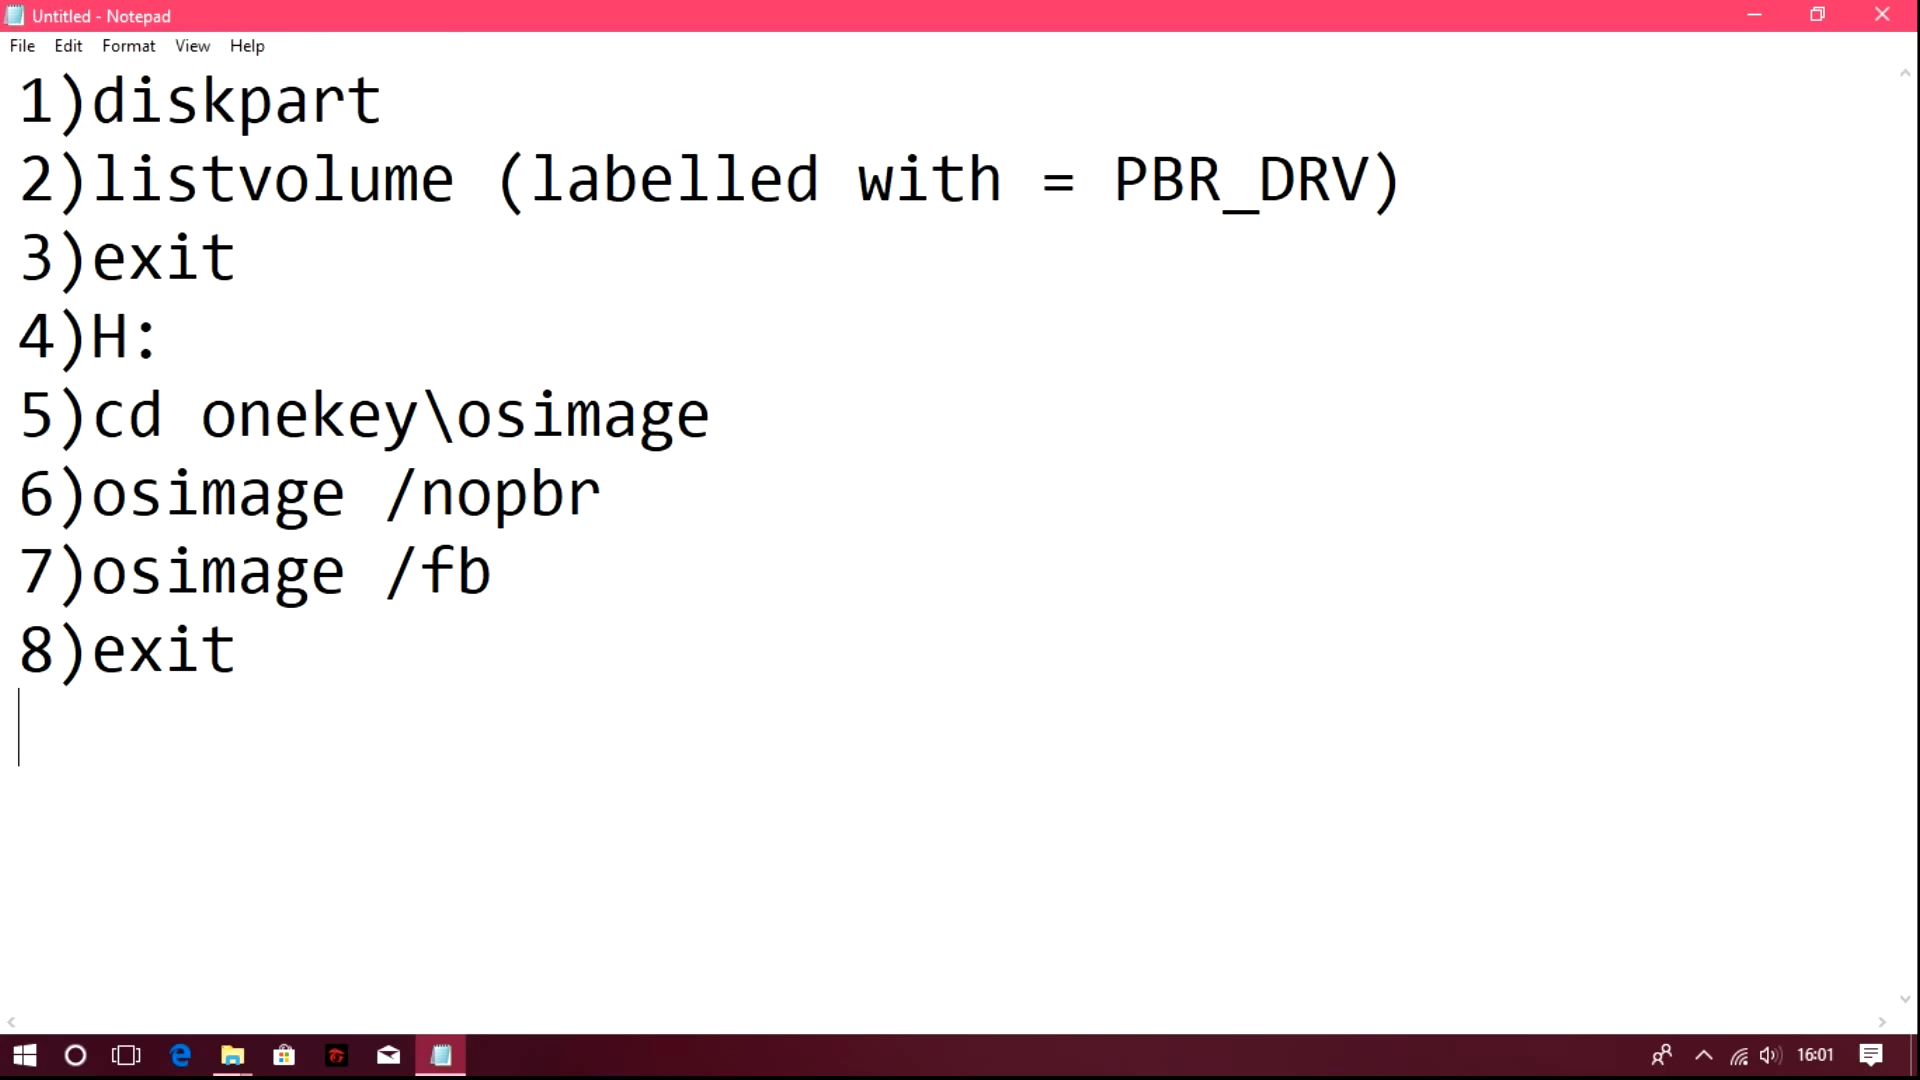 Untitled - Notepad
File Edit Format View Help
1)diskpart
2)listvolume (labelled with = PBR_DRV)
3)exit
4)H:
5)cd onekey\osimage
6)osimage /nopbr
7)osimage /fb
8)exit
16:01